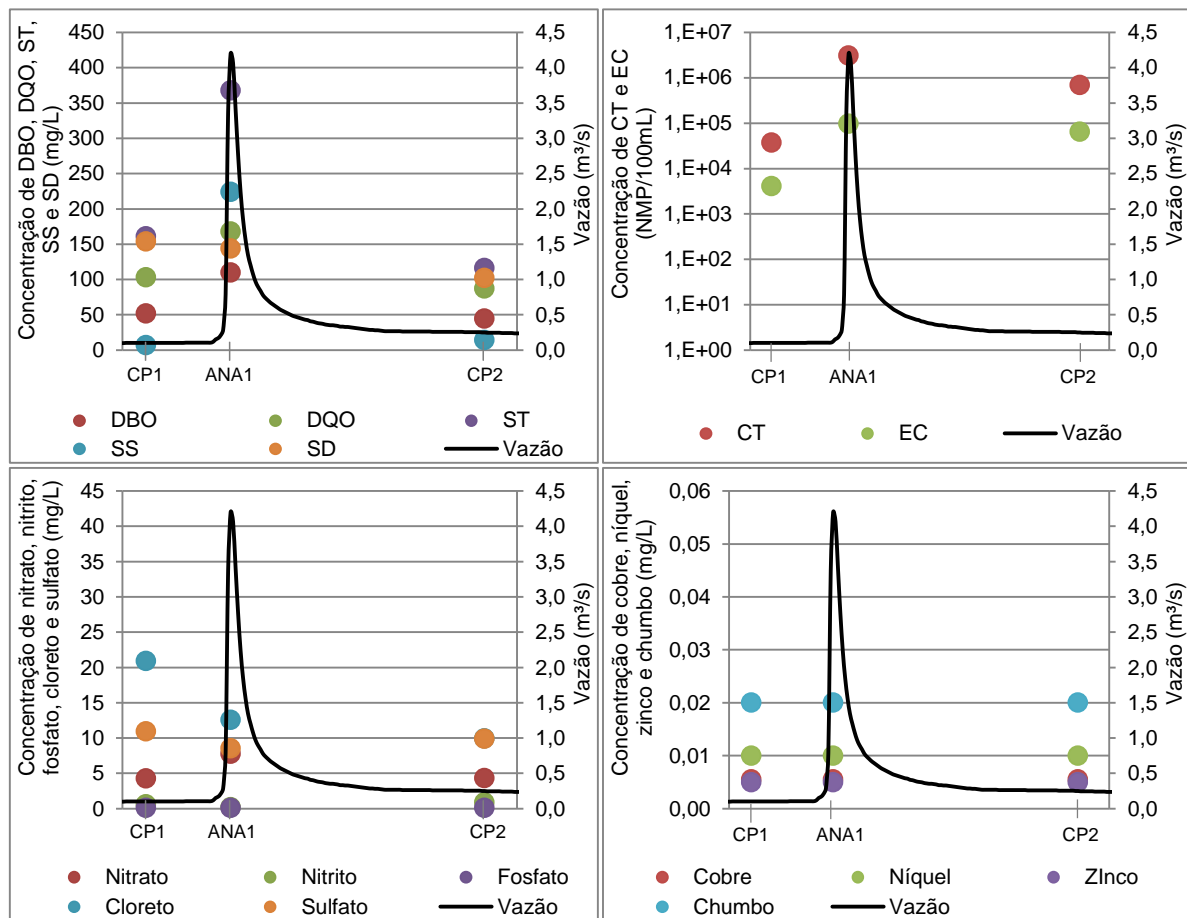 Concentração de DBO, DQO, ST,
SS e SD (mg/L)
450
400
350
300
250
200
150
100
50
0
4,5
4,0
3,5
3,0
2,5
2,0
1,5
1,0
0,5
0,0
Vazão (m³/s)
CP1 ANA1 CP2
DBO DQO ST
SS SD Vazão
Concentração de CT e EC
(NMP/100mL)
1,E+07
1,E+06
1,E+05
1,E+04
1,E+03
1,E+02
1,E+01
1,E+00
4,5
4,0
3,5
3,0
2,5
2,0
1,5
1,0
0,5
0,0
Vazão (m³/s)
CP1 ANA1 CP2
CT EC Vazão
Concentração de nitrato, nitrito,
fosfato, cloreto e sulfato (mg/L)
45
40
35
30
25
20
15
10
5
0
4,5
4,0
3,5
3,0
2,5
2,0
1,5
1,0
0,5
0,0
Vazão (m³/s)
CP1 ANA1 CP2
Nitrato Nitrito Fosfato
Cloreto Sulfato Vazão
Concentração de cobre, níquel,
zinco e chumbo (mg/L)
0,06
0,05
0,04
0,03
0,02
0,01
0,00
4,5
4,0
3,5
3,0
2,5
2,0
1,5
1,0
0,5
0,0
Vazão (m³/s)
CP1 ANA1 CP2
Cobre Níquel ZInco
Chumbo Vazão